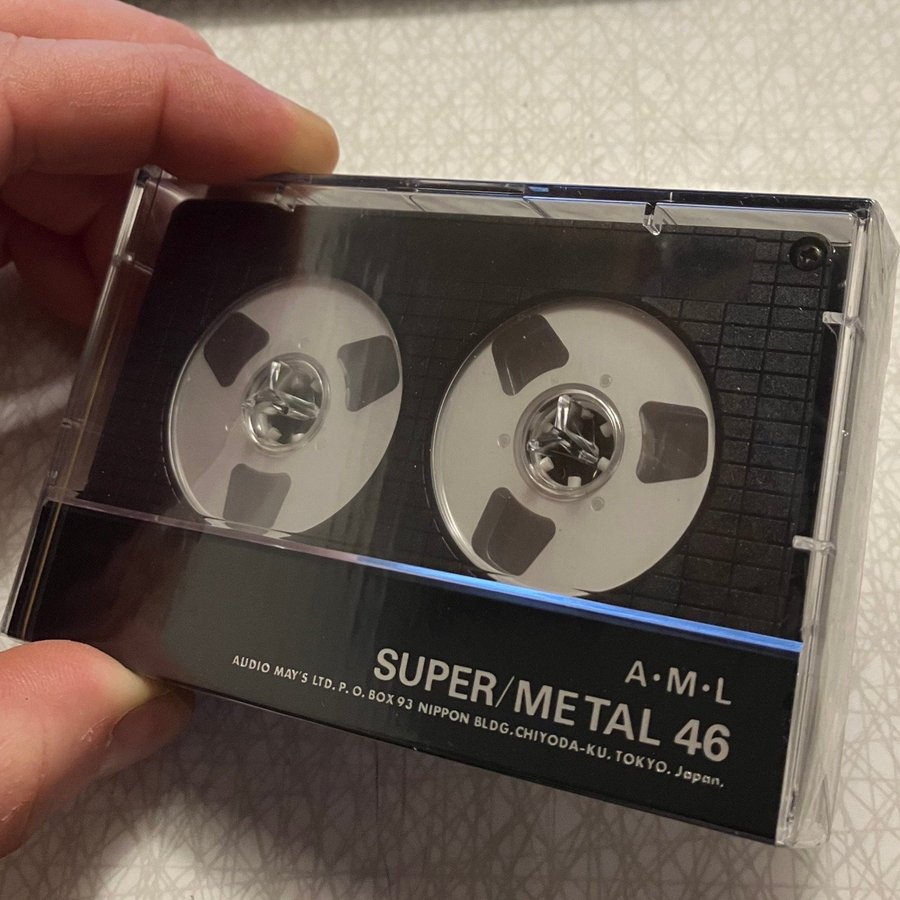 A·M·L
SUPER/METAL 46
AUDIO MAY'S LTD. P. O. BOX 93 NIPPON BLDG. CHIYODA-KU. TOKYO. Japan.